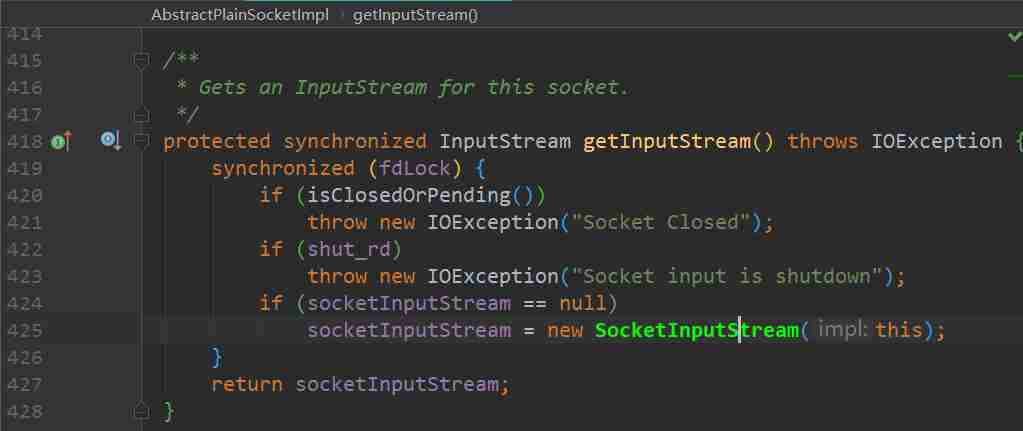 AbstractPlainSocketImpl › getInputStream()
414
415 /**
416 * Gets an InputStream for this socket.
417 */
418 protected synchronized InputStream getInputStream() throws IOException {
419 synchronized (fdLock) {
420 if (isClosedOrPending())
421 throw new IOException("Socket Closed");
422 if (shut_rd)
423 throw new IOException("Socket input is shutdown");
424 if (socketInputStream == null)
425 socketInputStream = new SocketInputStream( impl: this);
426 }
427 return socketInputStream;
428 }